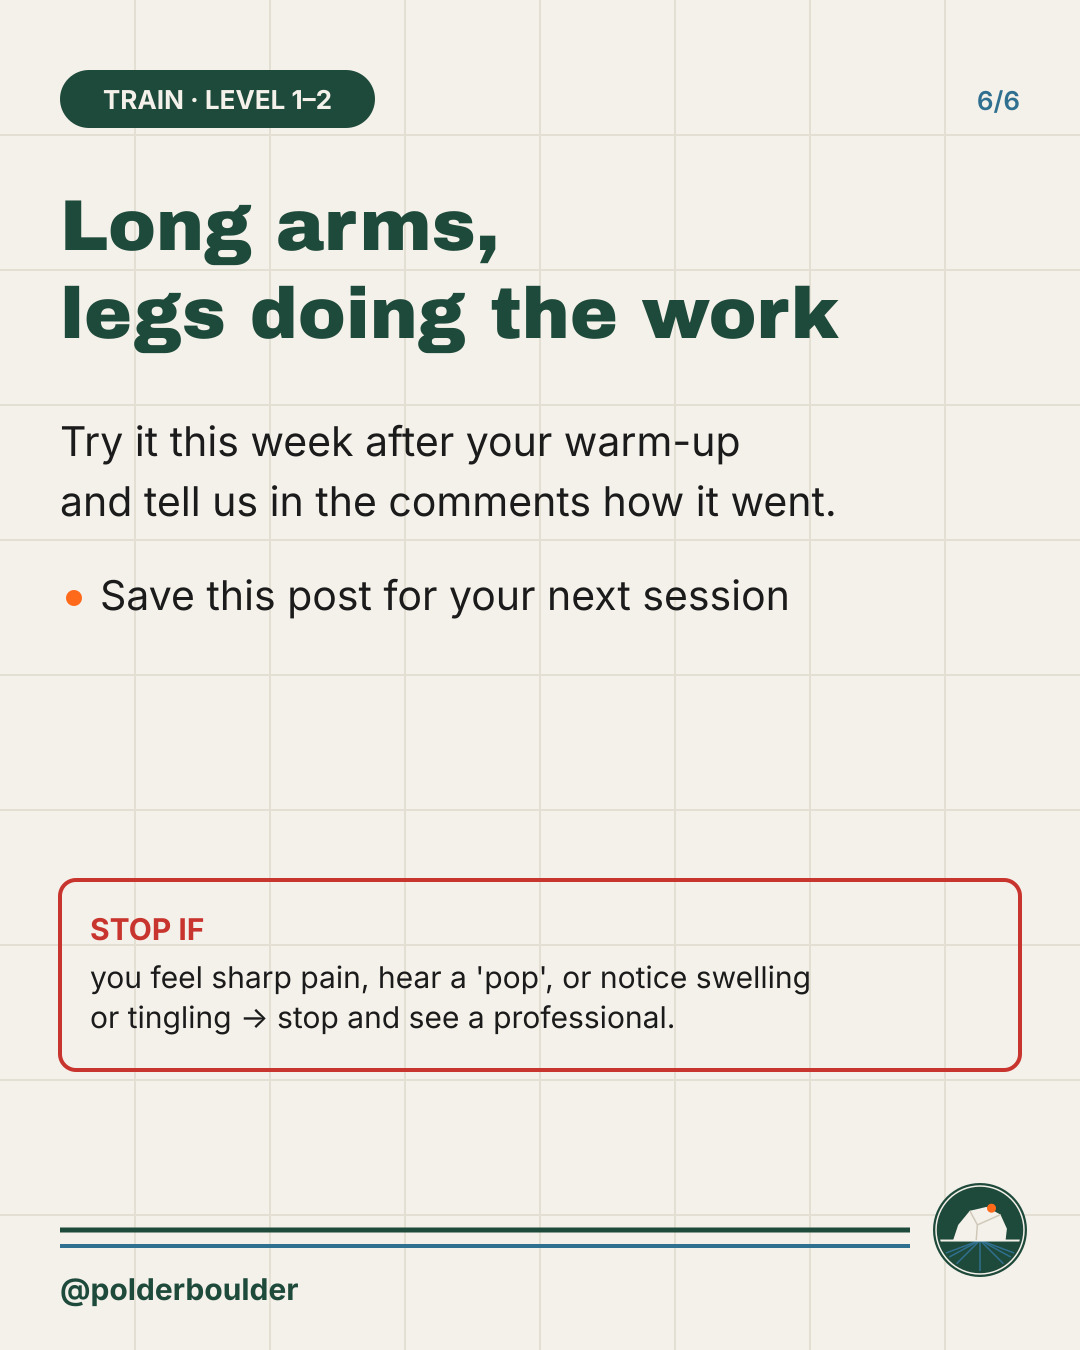 TRAIN · LEVEL 1–2
6/6
Long arms,
legs doing the work
Try it this week after your warm-up
and tell us in the comments how it went.
• Save this post for your next session
STOP IF
you feel sharp pain, hear a 'pop', or notice swelling
or tingling → stop and see a professional.
@polderboulder